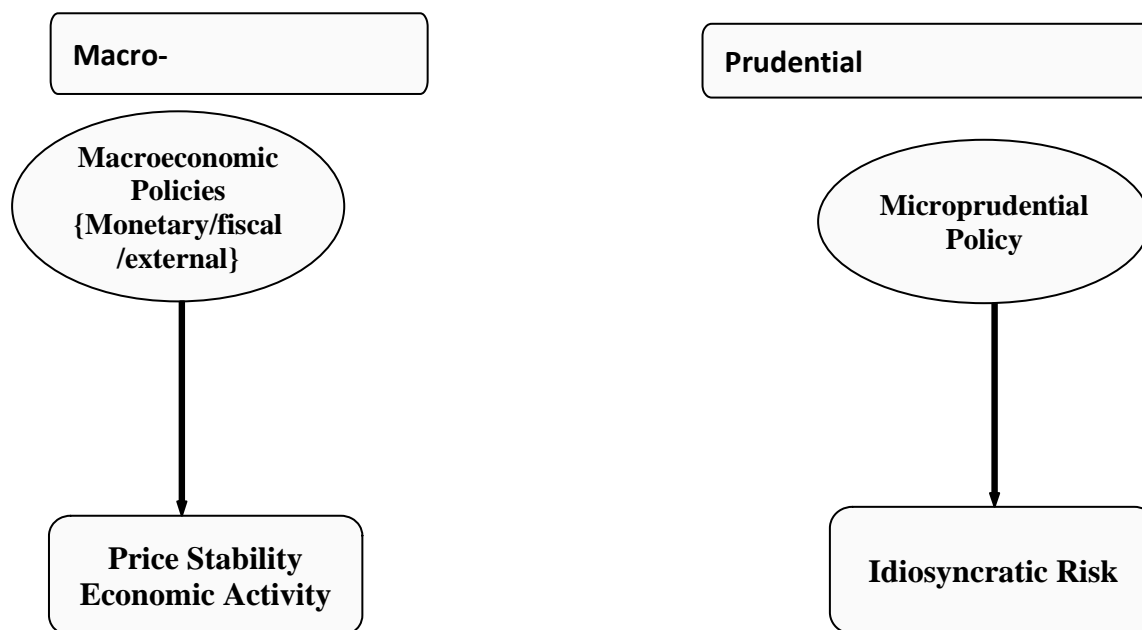 Macro-
Prudential
Macroeconomic
Policies
{Monetary/fiscal
/external}
Microprudential
Policy
Price Stability
Economic Activity
Idiosyncratic Risk